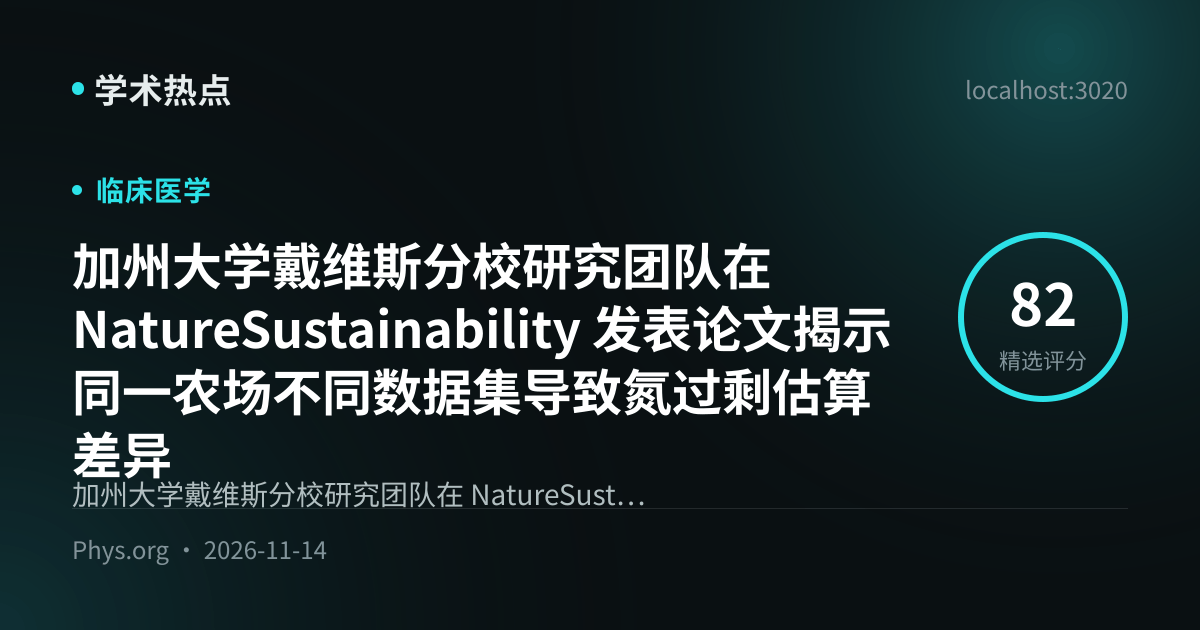 学术热点
localhost:3020
临床医学
加州大学戴维斯分校研究团队在
NatureSustainability 发表论文揭示
同一农场不同数据集导致氮过剩估算
差异
82
精选评分
加州大学戴维斯分校研究团队在 NatureSust…
Phys.org • 2026-11-14